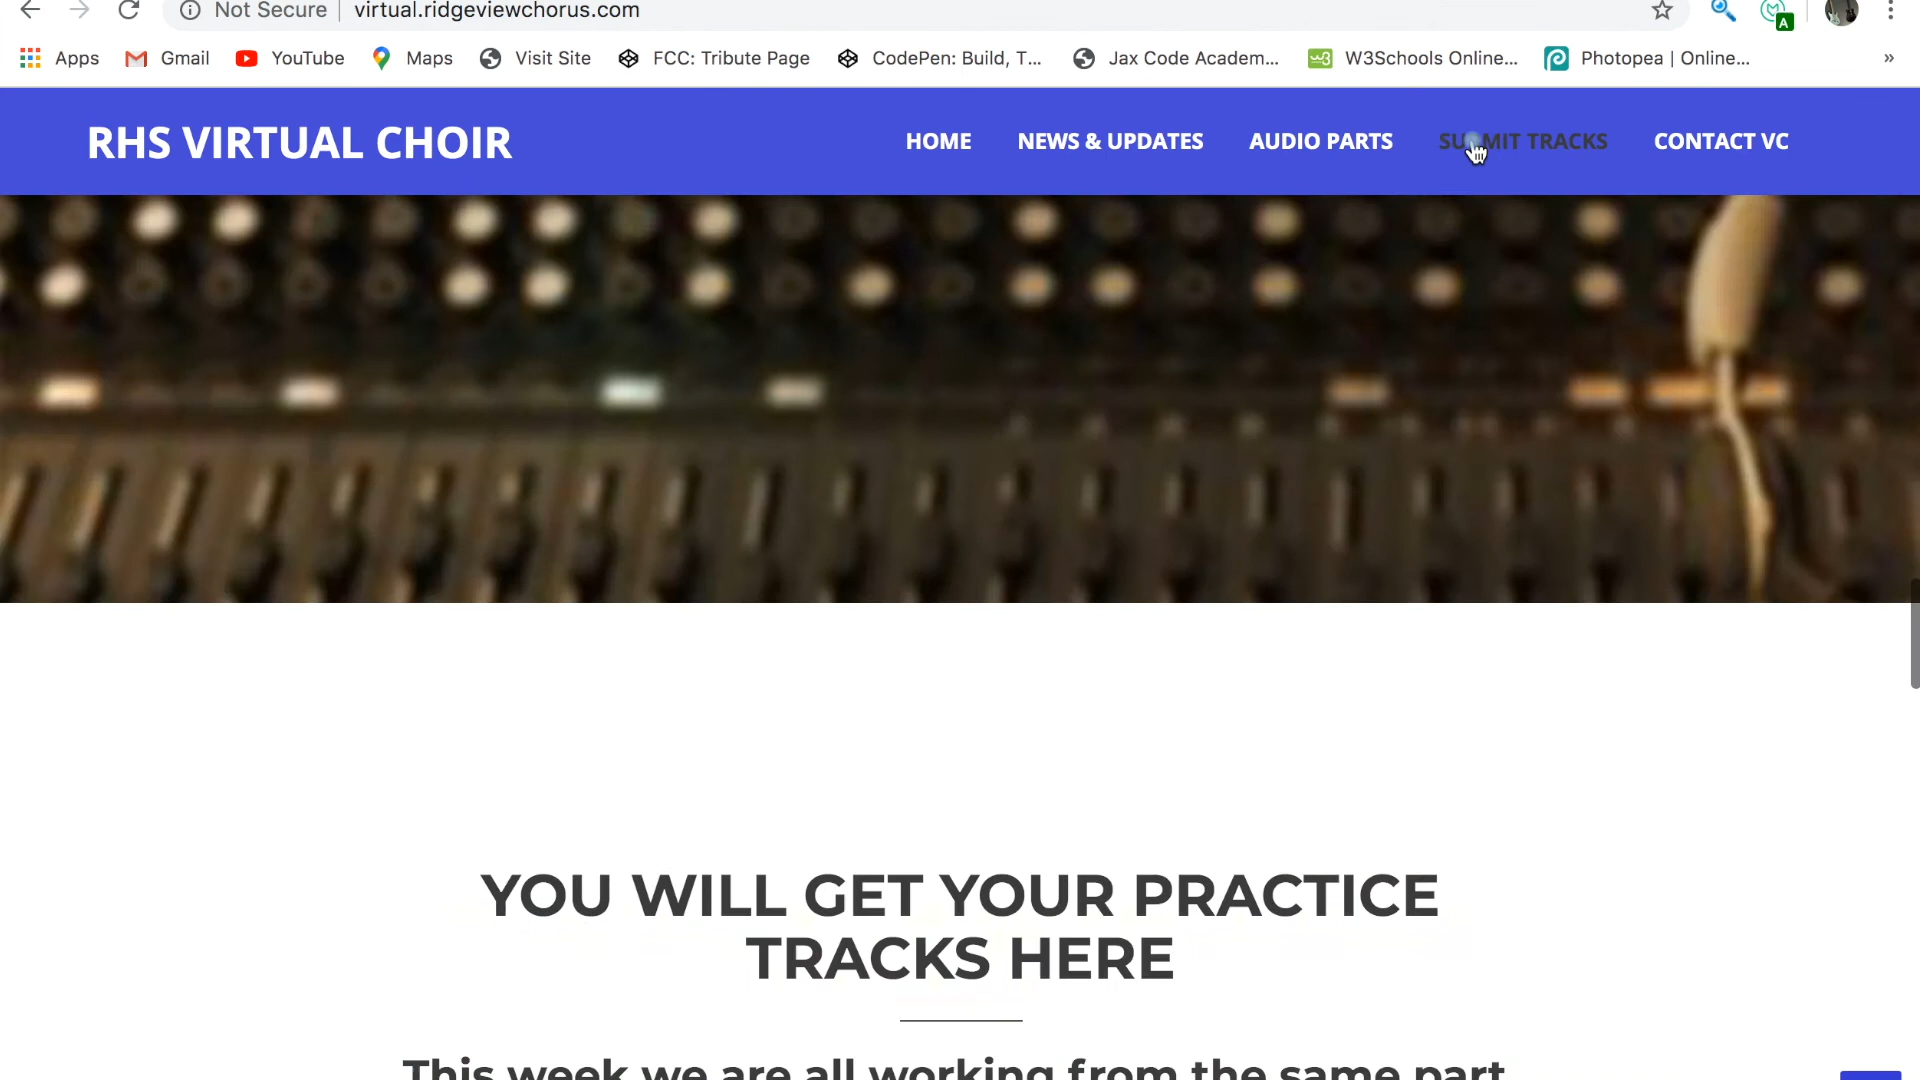 Not Secure virtual.ridgeviewchorus.com
A
Apps Gmail YouTube Maps Visit Site FCC: Tribute Page CodePen: Build, T... Jax Code Academ... W3Schools Online... Photopea | Online... »
RHS VIRTUAL CHOIR HOME NEWS & UPDATES AUDIO PARTS SUBMIT TRACKS CONTACT VC
YOU WILL GET YOUR PRACTICE
TRACKS HERE
This week we are all working from the same part